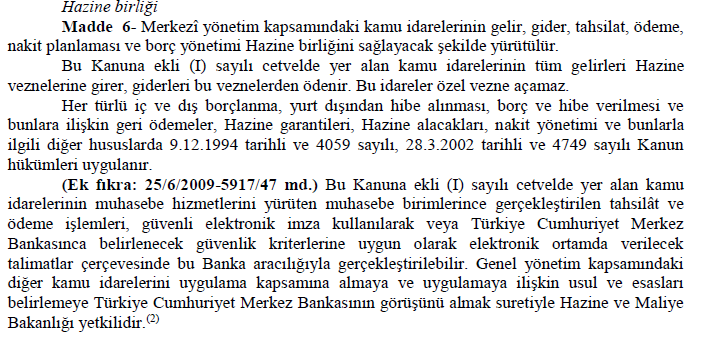 Hazine birliği
Madde 6- Merkezî yönetim kapsamındaki kamu idarelerinin gelir, gider, tahsilat, ödeme,
nakit planlaması ve borç yönetimi Hazine birliğini sağlayacak şekilde yürütülür.
Bu Kanuna ekli (I) sayılı cetvelde yer alan kamu idarelerinin tüm gelirleri Hazine
veznelerine girer, giderleri bu veznelerden ödenir. Bu idareler özel vezne açamaz.
Her türlü iç ve dış borçlanma, yurt dışından hibe alınması, borç ve hibe verilmesi ve
bunlara ilişkin geri ödemeler, Hazine garantileri, Hazine alacakları, nakit yönetimi ve bunlarla
ilgili diğer hususlarda 9.12.1994 tarihli ve 4059 sayılı, 28.3.2002 tarihli ve 4749 sayılı Kanun
hükümleri uygulanır.
(Ek fıkra: 25/6/2009-5917/47 md.) Bu Kanuna ekli (I) sayılı cetvelde yer alan kamu
idarelerinin muhasebe hizmetlerini yürüten muhasebe birimlerince gerçekleştirilen tahsilât ve
ödeme işlemleri, güvenli elektronik imza kullanılarak veya Türkiye Cumhuriyet Merkez
Bankasınca belirlenecek güvenlik kriterlerine uygun olarak elektronik ortamda verilecek
talimatlar çerçevesinde bu Banka aracılığıyla gerçekleştirilebilir. Genel yönetim kapsamındaki
diğer kamu idarelerini uygulama kapsamına almaya ve uygulamaya ilişkin usul ve esasları
belirlemeye Türkiye Cumhuriyet Merkez Bankasının görüşünü almak suretiyle Hazine ve Maliye
Bakanlığı yetkilidir.(2)